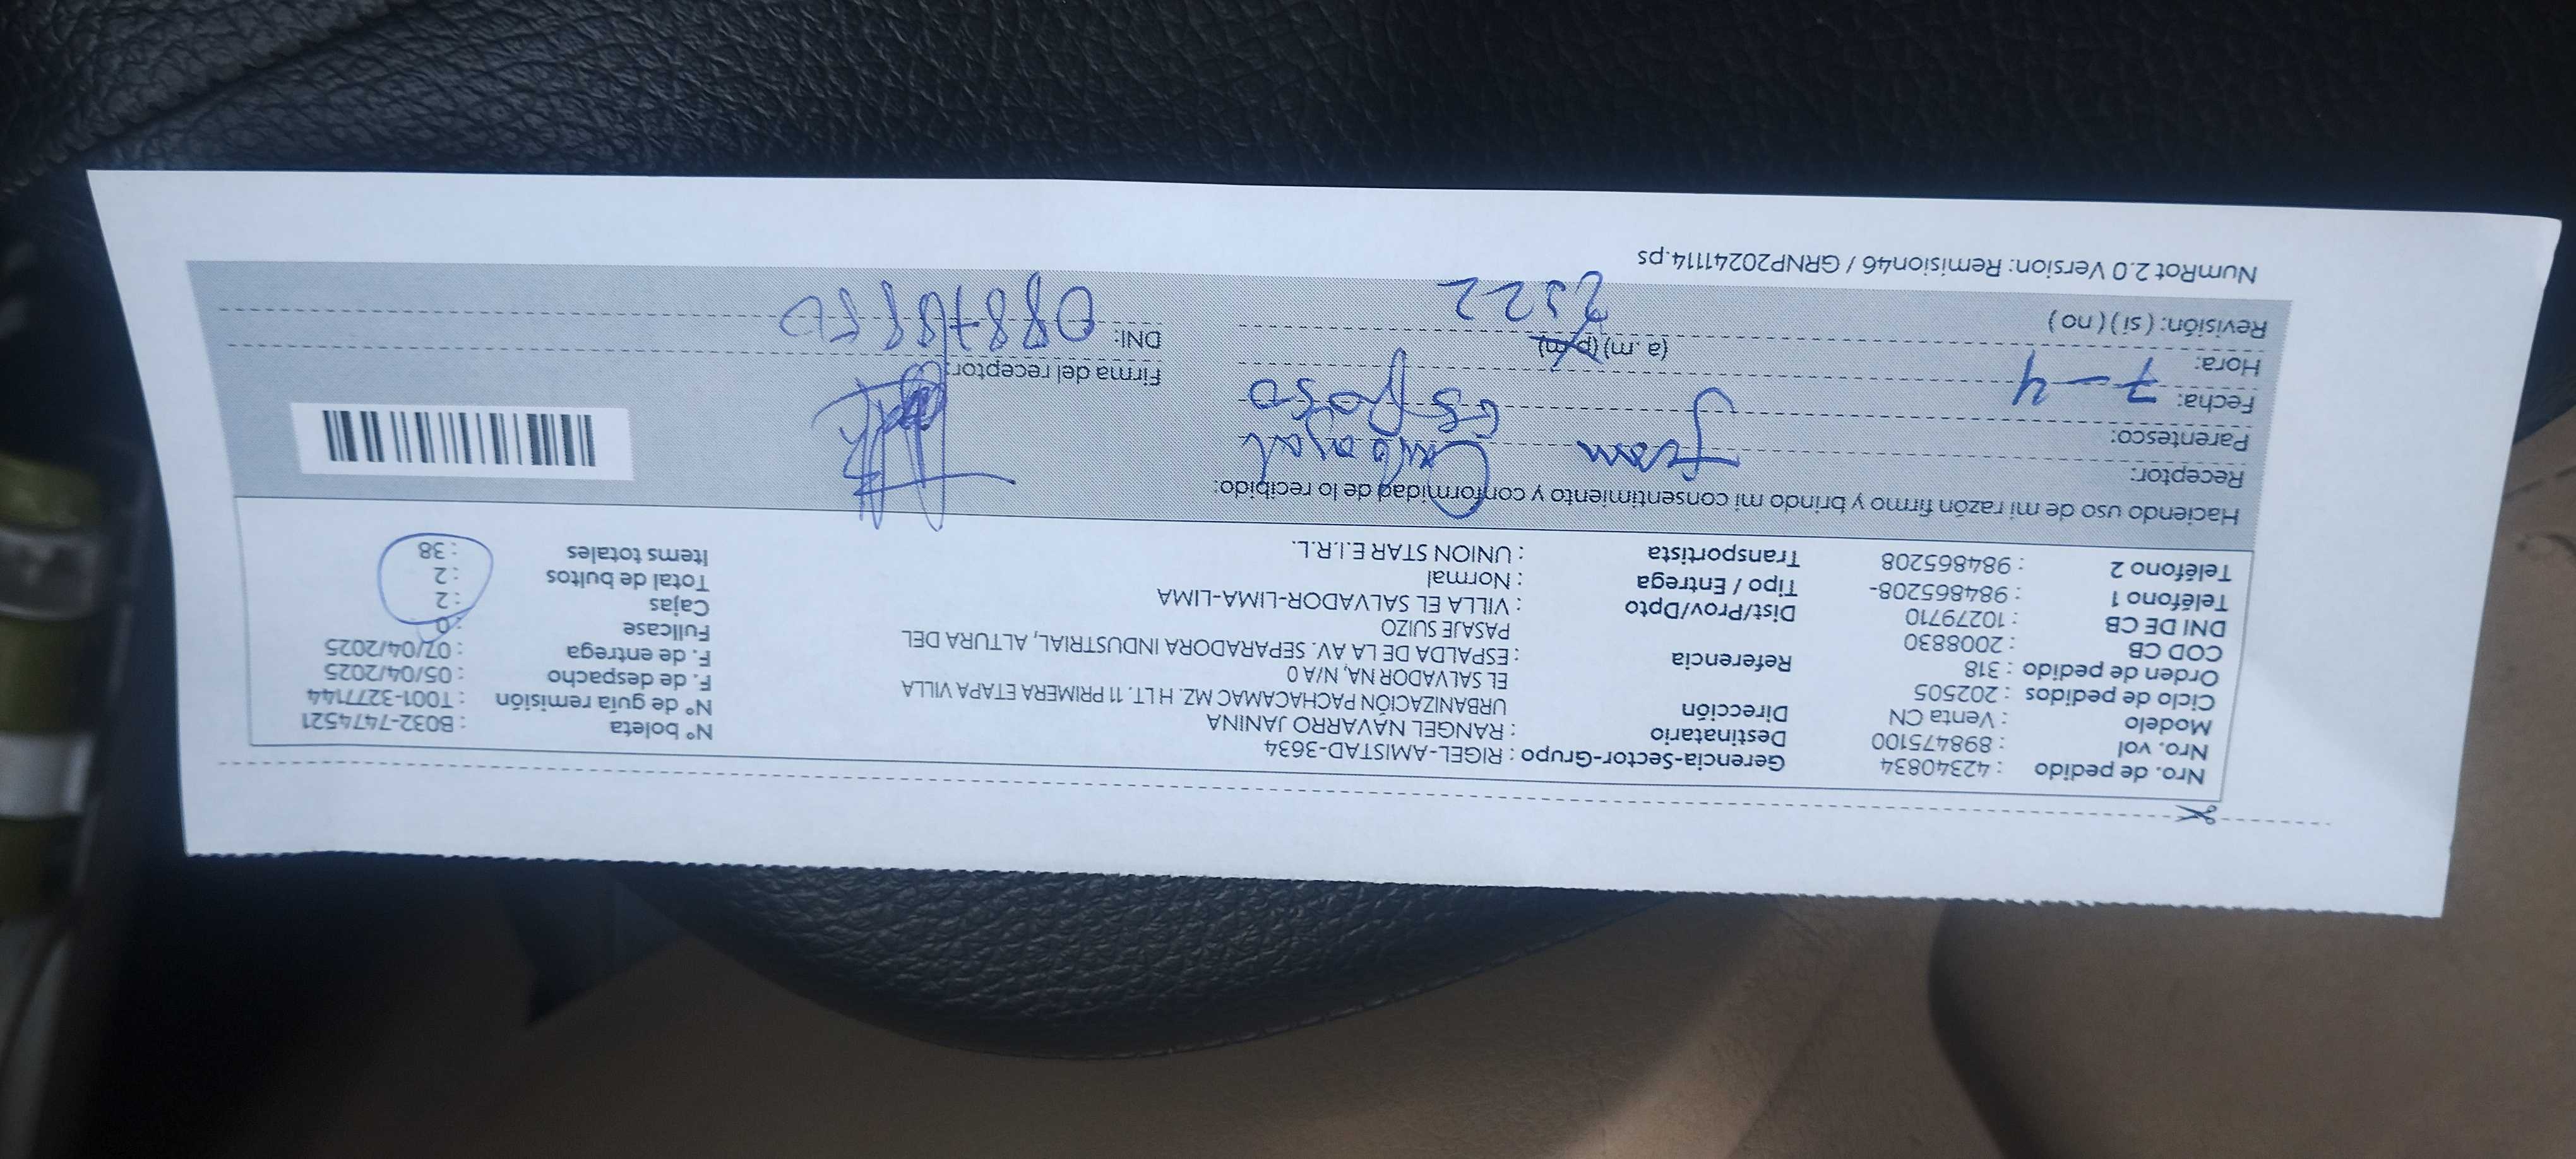 Nro. de pedido : 42340834 Gerencia-Sector-Grupo : RIGEL-AMISTAD-3634 N° boleta : B032-7474521
Nro. vol : 898475100 Destinatario : RANGEL NAVARRO JANINA N° de guía remisión : T001-3277144
Modelo : Venta CN Dirección URBANIZACIÓN PACHACAMAC MZ. H LT. 11 PRIMERA ETAPA VILLA F. de despacho : 05/04/2025
Ciclo de pedidos : 202505 EL SALVADOR NA, N/A 0 F. de entrega : 07/04/2025
Orden de pedido : 318 Referencia : ESPALDA DE LA AV. SEPARADORA INDUSTRIAL, ALTURA DEL Fullcase : 0
COD CB : 2008830 PASAJE SUIZO Cajas : 2
DNI DE CB : 10279710 Dist/Prov/Dpto : VILLA EL SALVADOR-LIMA-LIMA Total de bultos : 2
Teléfono 1 : 984865208- Tipo / Entrega : Normal Items totales : 38
Teléfono 2 : 984865208 Transportista : UNION STAR E.I.R.L.
Haciendo uso de mi razón firmo y brindo mi consentimiento y conformidad de lo recibido:
Receptor: Juan
Parentesco: Esposo
Fecha: 7-4 Firma del receptor:
Hora: (a.m) (p.m) DNI:
Revisión: ( si ) ( no )
NumRot 2.0 Version: Remision46 / GRNP20241114.ps